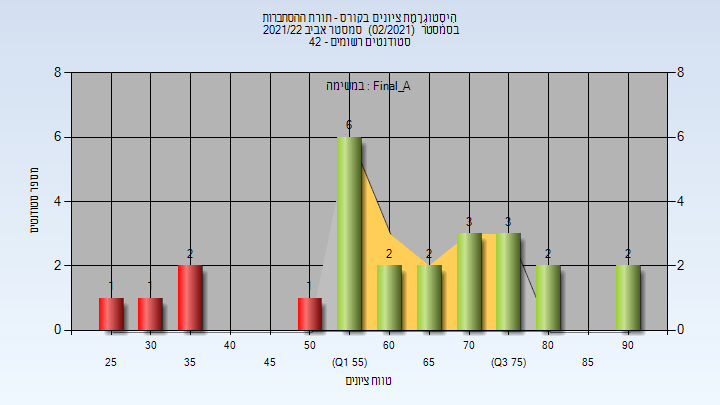 היסטוגרמת ציונים בקורס - תורת ההסתברות
בסמסטר (02/2021) סמסטר אביב 2021/22
סטודנטים רשומים - 42
במשימה : Final_A
8 8
6 6
4 4
2 2
0 0
1 1 2 1 6 2 2 3 3 2 2
מספר סטודנטים
30 40 50 60 70 80 90
25 35 45 (Q1 55) 65 (Q3 75) 85
טווח ציונים